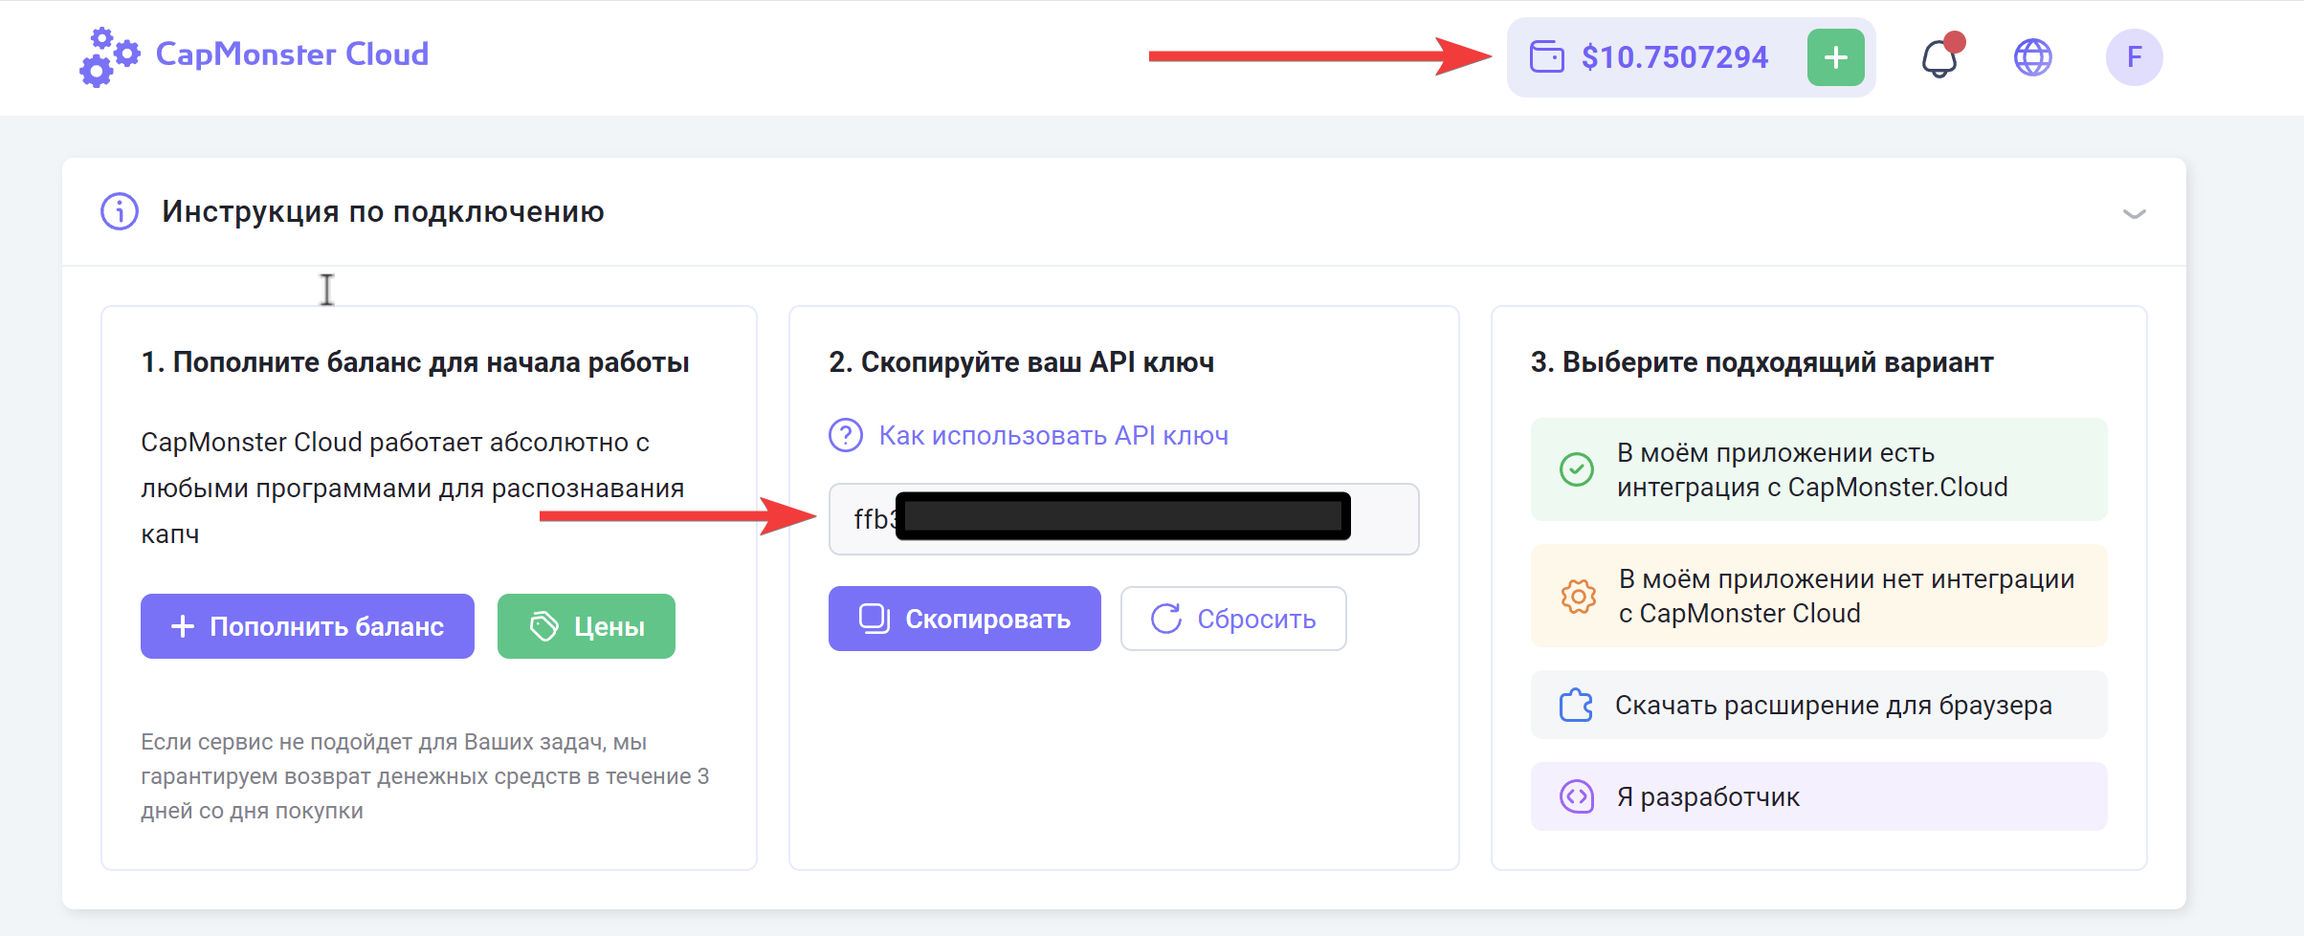 CapMonster Cloud
$10.7507294
F
Инструкция по подключению
1. Пополните баланс для начала работы
CapMonster Cloud работает абсолютно с
любыми программами для распознавания
капч
Пополнить баланс
Цены
Если сервис не подойдет для Ваших задач, мы
гарантируем возврат денежных средств в течение 3
дней со дня покупки
2. Скопируйте ваш API ключ
Как использовать API ключ
ffb3
Скопировать
Сбросить
3. Выберите подходящий вариант
В моём приложении есть
интеграция с CapMonster.Cloud
В моём приложении нет интеграции
с CapMonster Cloud
Скачать расширение для браузера
Я разработчик